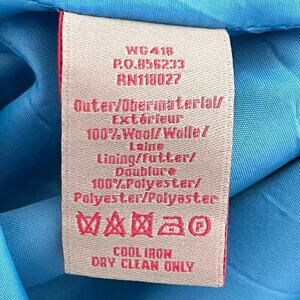 WG418
P.O.856233
RN118027
Outer/Obermaterial/
Extérieur
100%Wool/Wolle/
Laine
Lining/Futter/
Doublure
100%Polyester/
Polyester/Polyester
P
COOL IRON
DRY CLEAN ONLY